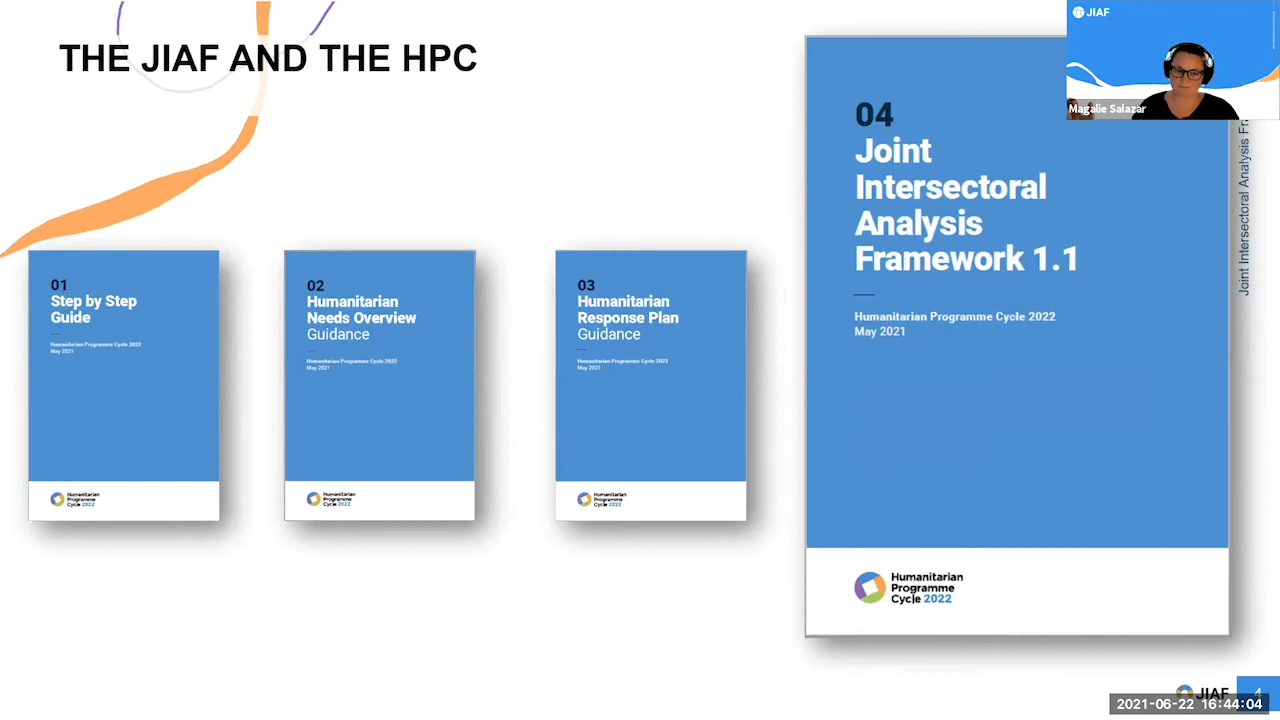 THE JIAF AND THE HPC
JIAF
Magalie Salazar
01
Step by Step
Guide
Humanitarian Programme Cycle 2022
May 2021
Humanitarian
Programme
Cycle 2022
02
Humanitarian
Needs Overview
Guidance
Humanitarian Programme Cycle 2022
May 2021
Humanitarian
Programme
Cycle 2022
03
Humanitarian
Response Plan
Guidance
Humanitarian Programme Cycle 2022
May 2021
Humanitarian
Programme
Cycle 2022
04
Joint
Intersectoral
Analysis
Framework 1.1
Humanitarian Programme Cycle 2022
May 2021
Humanitarian
Programme
Cycle 2022
Joint Intersectoral Analysis
JIAF
4
2021-06-22 16:44:04